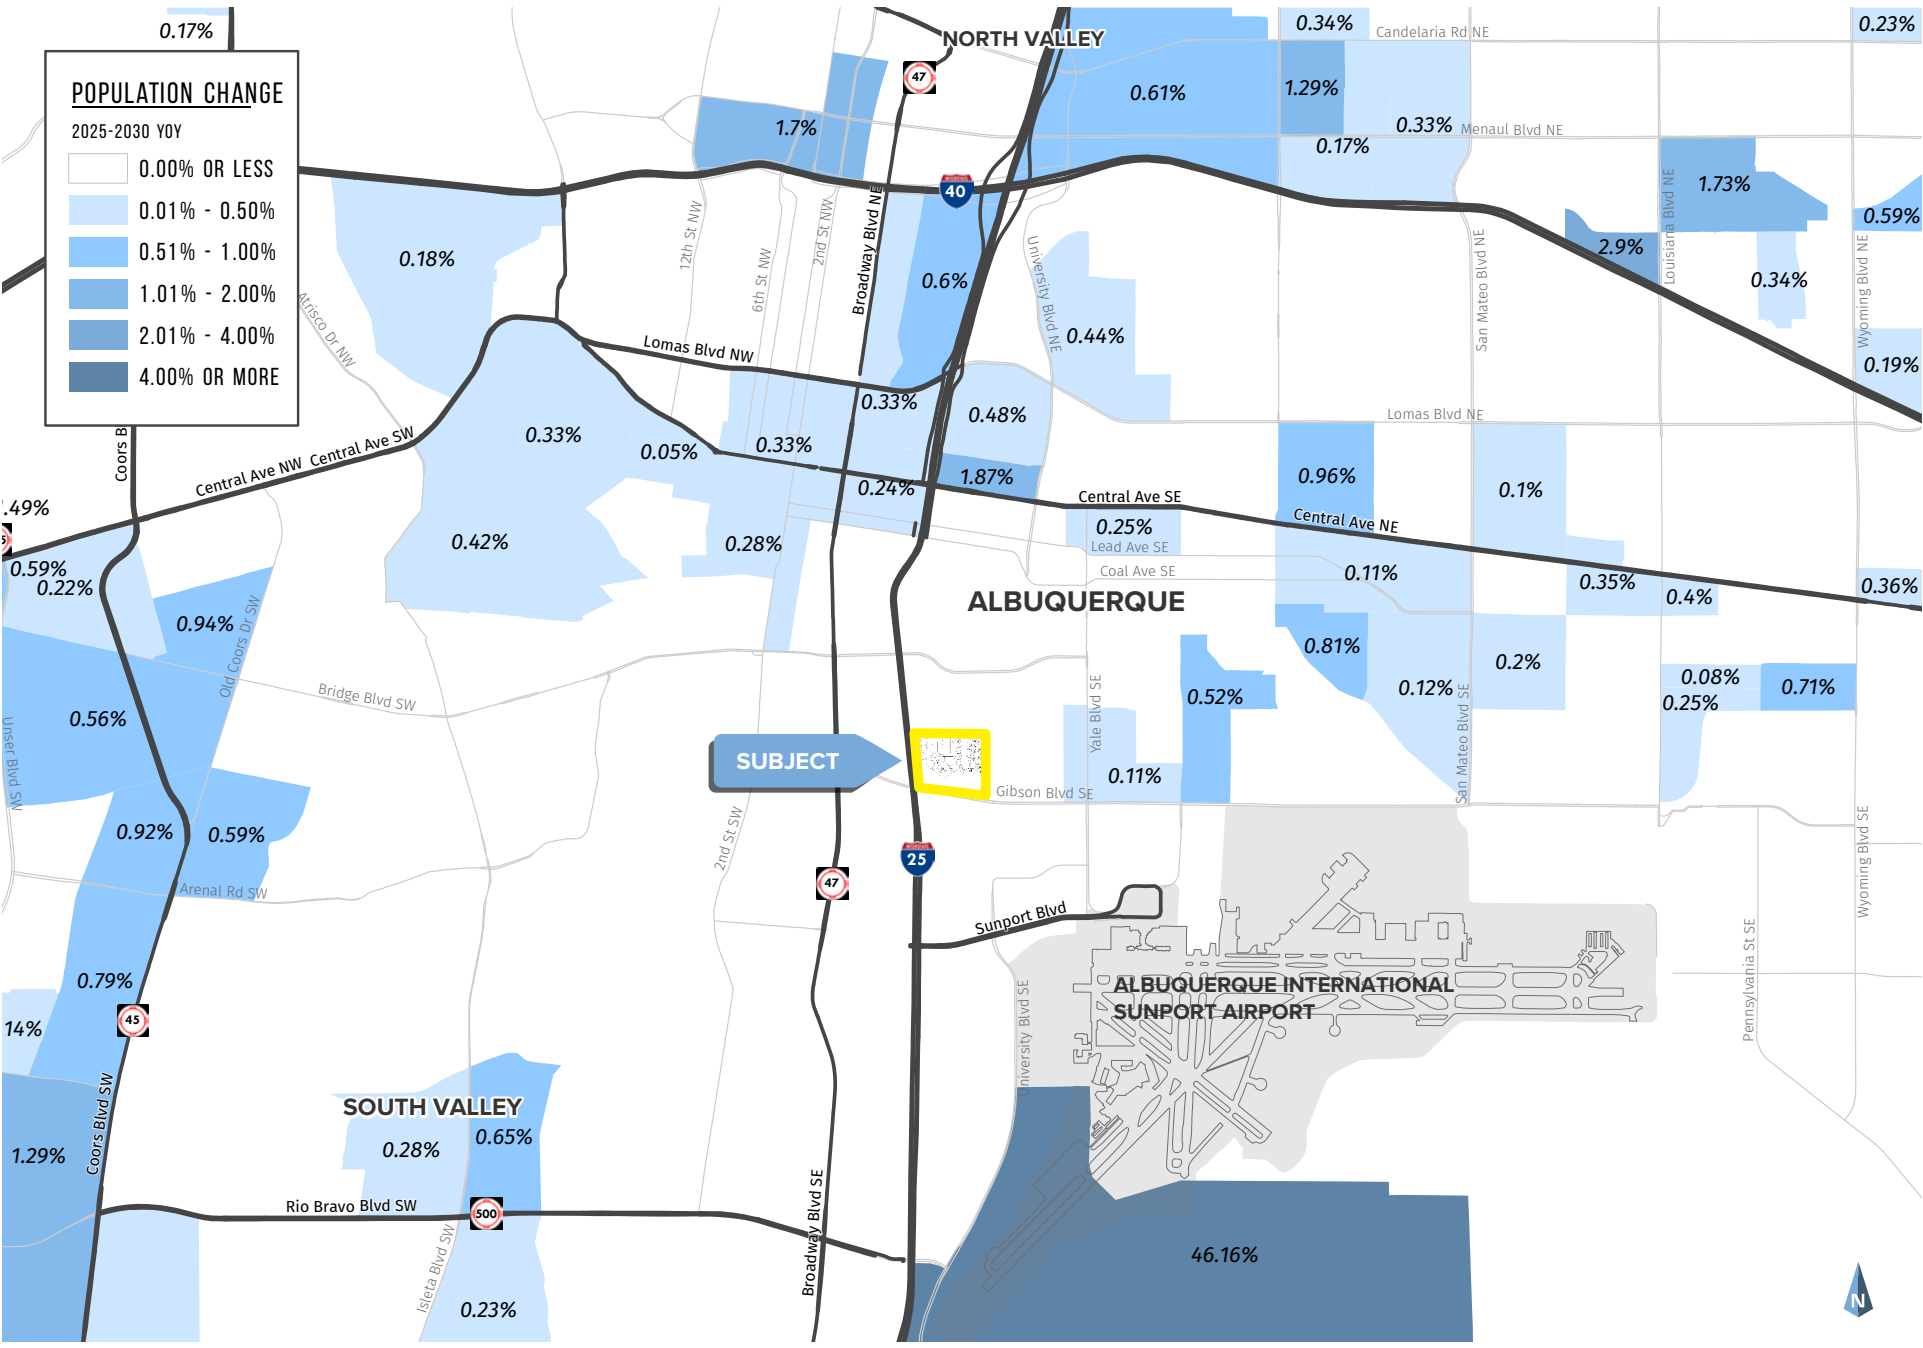 0.17%
NORTH VALLEY
0.34%
Candelaria Rd NE
0.23%
47
POPULATION CHANGE
2025-2030 YOY
0.00% OR LESS
0.01% - 0.50%
0.51% - 1.00%
1.01% - 2.00%
2.01% - 4.00%
4.00% OR MORE
0.61%
1.29%
1.7%
0.33%
Menaul Blvd NE
0.17%
1.73%
40
0.59%
Louisiana Blvd NE
12th St NW
6th St NW
2nd St NW
Broadway Blvd NE
University Blvd NE
San Mateo Blvd NE
Wyoming Blvd NE
0.18%
0.6%
2.9%
0.34%
Atrisco Dr NW
0.44%
Lomas Blvd NW
0.19%
0.33%
0.48%
Lomas Blvd NE
Coors B
Central Ave NW
Central Ave SW
0.33%
0.05%
0.33%
0.24%
1.87%
0.96%
0.1%
Central Ave SE
Central Ave NE
.49%
0.25%
Lead Ave SE
Coal Ave SE
0.42%
0.28%
0.59%
0.22%
0.11%
0.35%
0.4%
0.36%
ALBUQUERQUE
0.94%
Old Coors Dr SW
0.81%
0.2%
Bridge Blvd SW
0.56%
Unser Blvd SW
0.52%
0.12%
San Mateo Blvd SE
0.08%
0.25%
0.71%
Yale Blvd SE
SUBJECT
0.11%
Gibson Blvd SE
0.92%
0.59%
2nd St SW
25
Wyoming Blvd SE
Arenal Rd SW
47
Sunport Blvd
Pennsylvania St SE
0.79%
ALBUQUERQUE INTERNATIONAL
SUNPORT AIRPORT
University Blvd SE
14%
45
SOUTH VALLEY
0.28%
0.65%
Coors Blvd SW
1.29%
Rio Bravo Blvd SW
500
Broadway Blvd SE
Isleta Blvd SW
46.16%
0.23%
N